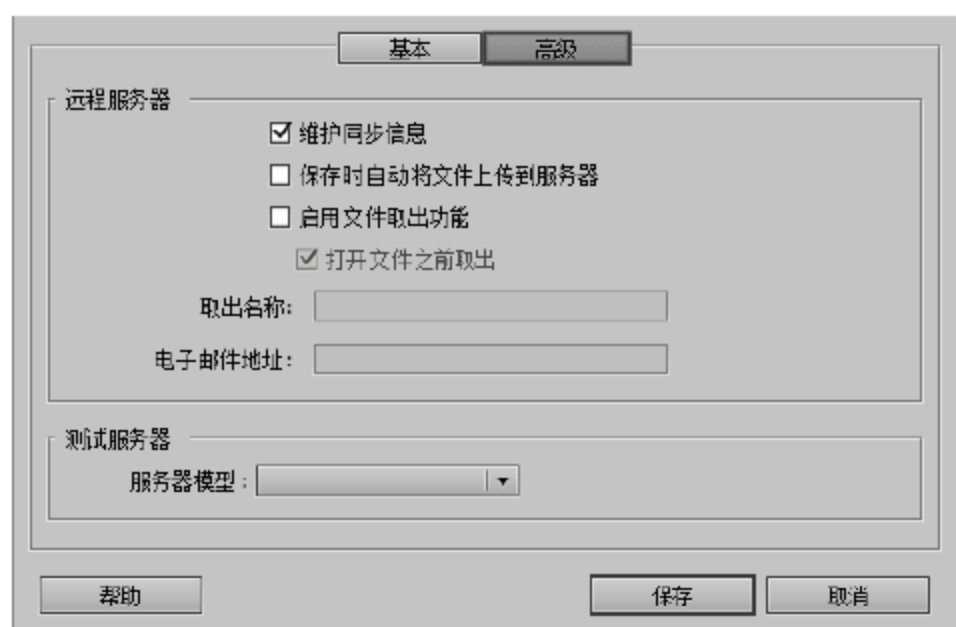 基本 高级
远程服务器
维护同步信息
保存时自动将文件上传到服务器
启用文件取出功能
打开文件之前取出
取出名称:
电子邮件地址:
测试服务器
服务器模型:
帮助 保存 取消